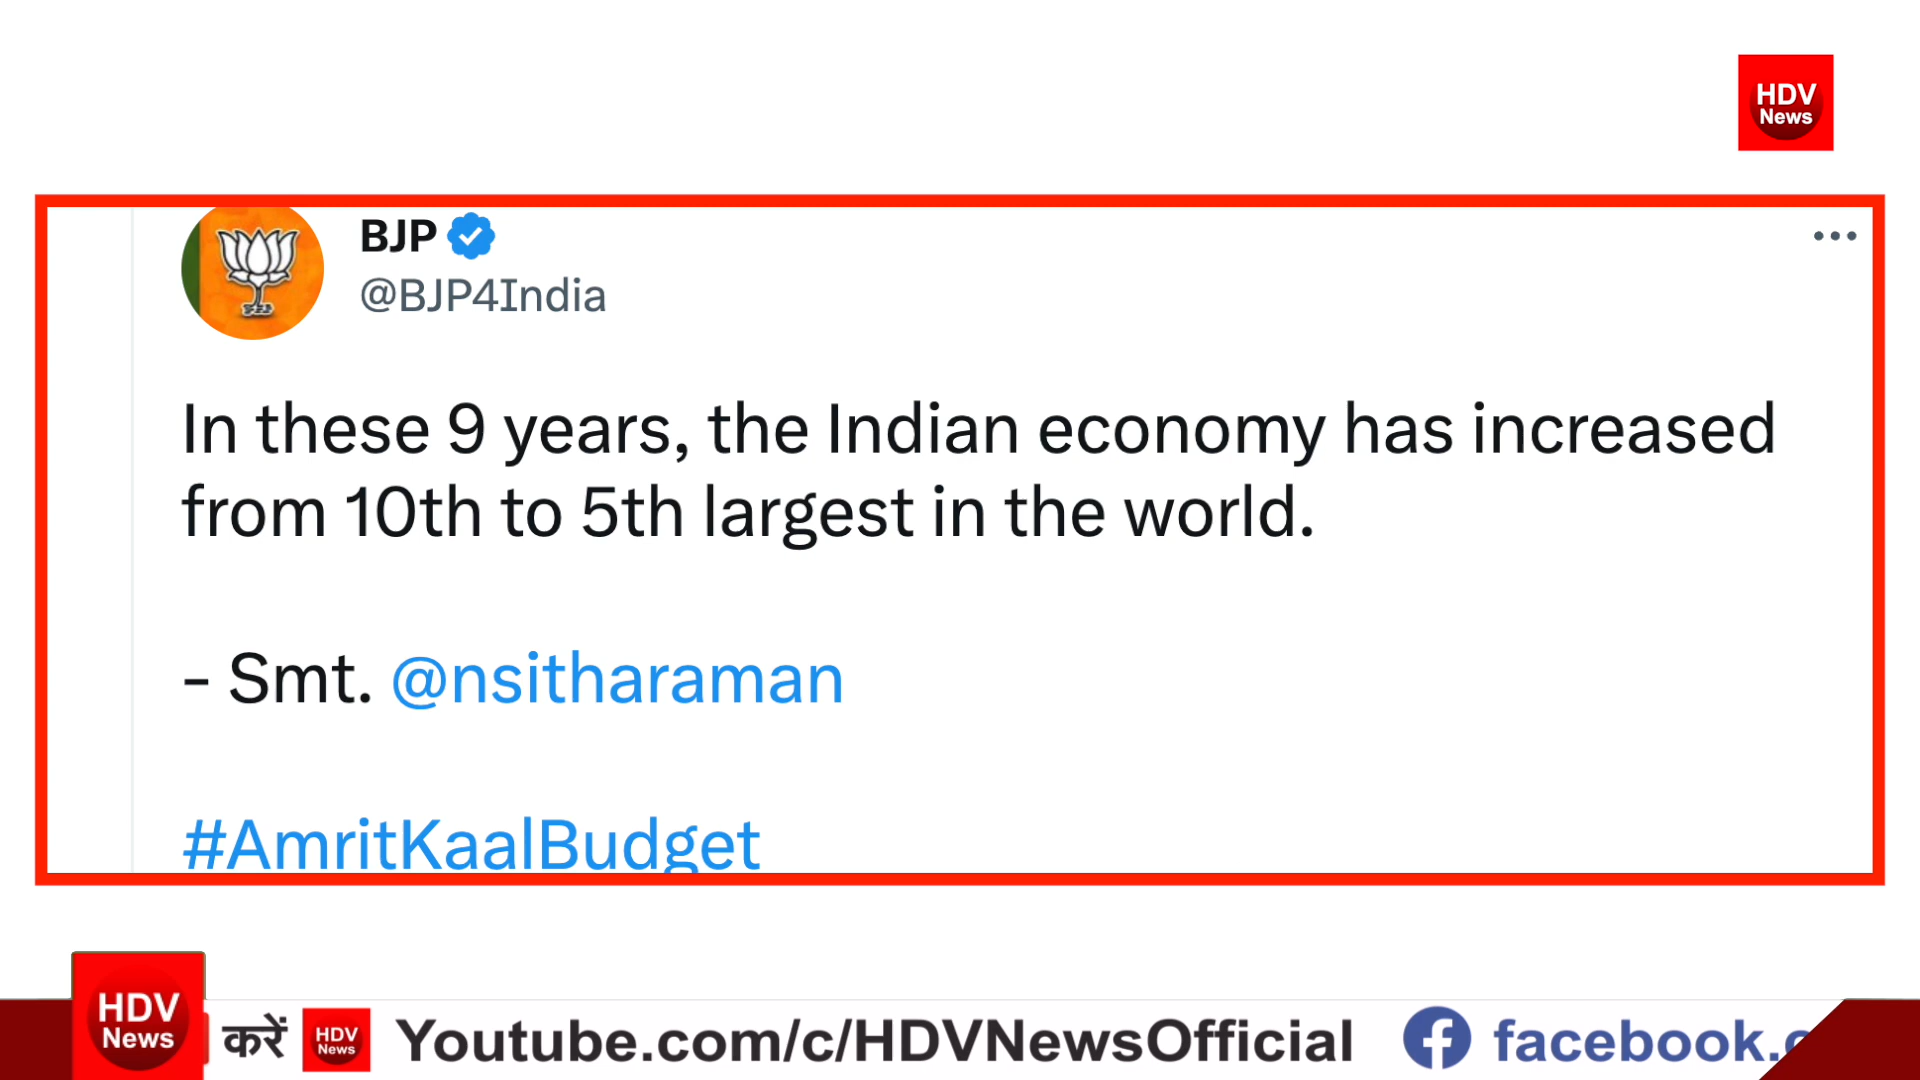 HDV
News
BJP
@BJP4India
In these 9 years, the Indian economy has increased
from 10th to 5th largest in the world.
- Smt. @nsitharaman
#AmritKaalBudget
HDV
News
करें
HDV
News
Youtube.com/c/HDVNewsOfficial
facebook.c